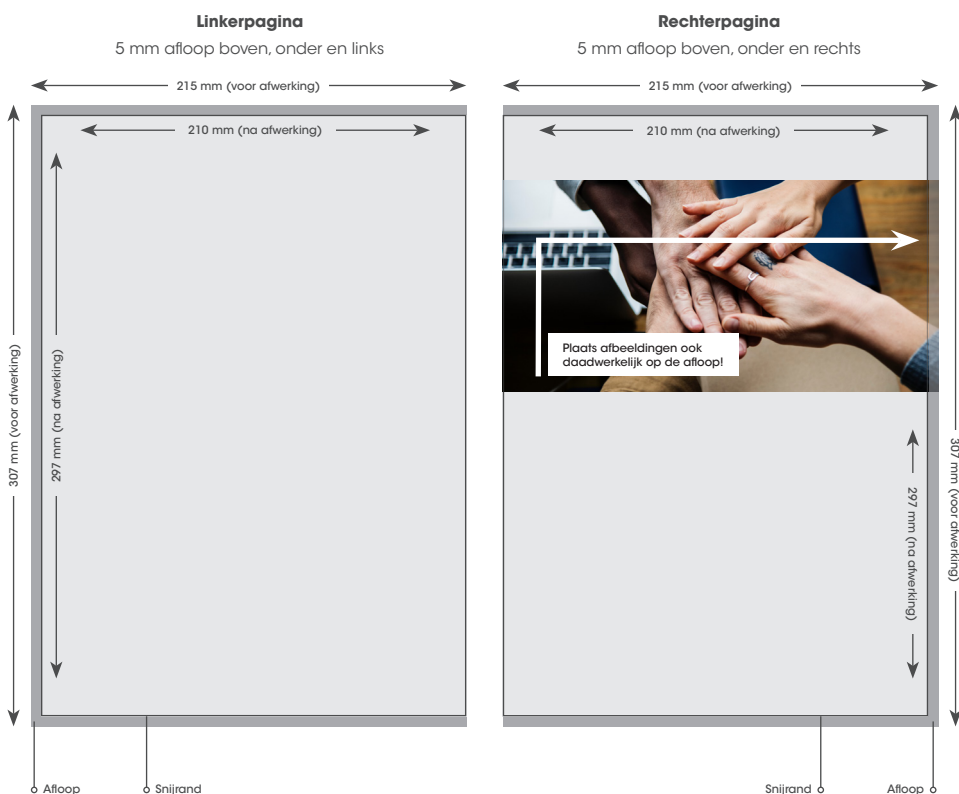 Linkerpagina
5 mm afloop boven, onder en links
215 mm (voor afwerking)
210 mm (na afwerking)
307 mm (voor afwerking)
297 mm (na afwerking)
Afloop
Snijrand
Rechterpagina
5 mm afloop boven, onder en rechts
215 mm (voor afwerking)
210 mm (na afwerking)
Plaats afbeeldingen ook
daadwerkelijk op de afloop!
297 mm (na afwerking)
307 mm (voor afwerking)
Snijrand
Afloop